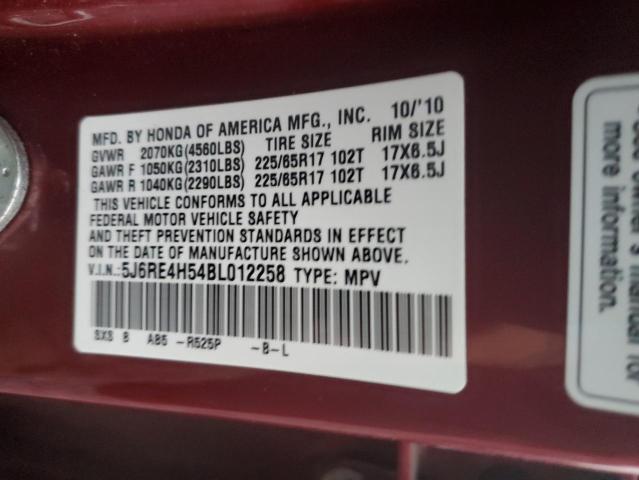 MFD. BY HONDA OF AMERICA MFG., INC. 10/'10
GVWR 2070KG(4560LBS) TIRE SIZE RIM SIZE
GAWR F 1050KG(2310LBS) 225/65R17 102T 17X6.5J
GAWR R 1040KG(2290LBS) 225/65R17 102T 17X6.5J
THIS VEHICLE CONFORMS TO ALL APPLICABLE
FEDERAL MOTOR VEHICLE SAFETY
AND THEFT PREVENTION STANDARDS IN EFFECT
ON THE DATE OF MANUFACTURE SHOWN ABOVE.
V.I.N.:5J6RE4H54BL012258 TYPE: MPV
SXS B A85 -R525P -B-L
manual for
more information.